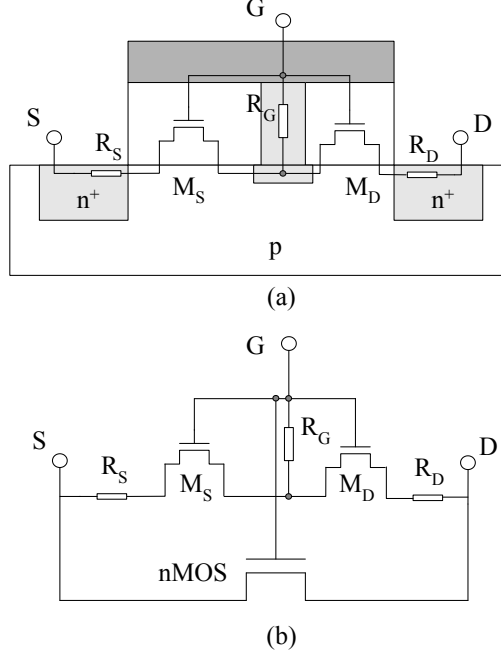 G
S
R_S
R_G
R_D
D
n⁺
M_S
M_D
n⁺
p
(a)
G
S
R_S
M_S
R_G
M_D
R_D
D
nMOS
(b)